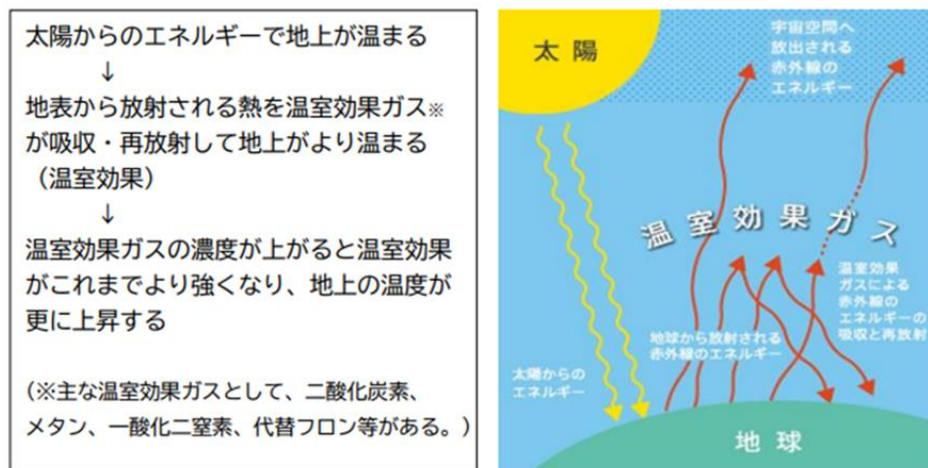 太陽からのエネルギーで地上が温まる
↓
地表から放射される熱を温室効果ガス※
が吸収・再放射して地上がより温まる
（温室効果）
↓
温室効果ガスの濃度が上がると温室効果
がこれまでより強くなり、地上の温度が
更に上昇する
（※主な温室効果ガスとして、二酸化炭素、
メタン、一酸化二窒素、代替フロン等がある。）
太陽
宇宙空間へ
放出される
赤外線の
エネルギー
温室効果ガス
温室効果
ガスによる
赤外線の
エネルギーの
吸収と再放射
地球から放射される
赤外線のエネルギー
太陽からの
エネルギー
地球